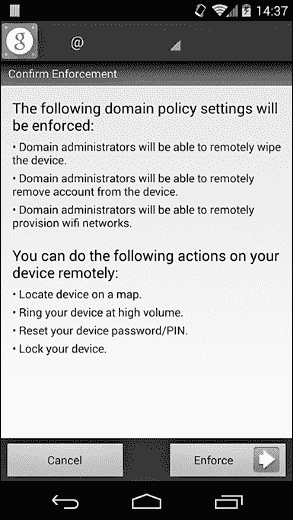 14:37
g
@
Confirm Enforcement
The following domain policy settings will
be enforced:
• Domain administrators will be able to remotely wipe
the device.
• Domain administrators will be able to remotely
remove account from the device.
• Domain administrators will be able to remotely
provision wifi networks.
You can do the following actions on your
device remotely:
• Locate device on a map.
• Ring your device at high volume.
• Reset your device password/PIN.
• Lock your device.
Cancel
Enforce